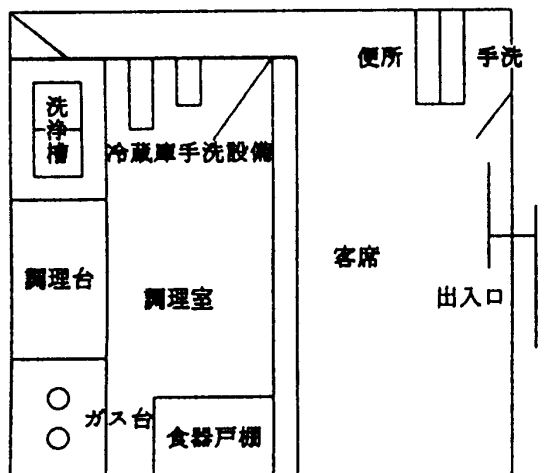 便所
手洗
洗浄槽
冷蔵庫手洗設備
調理台
調理室
客席
出入口
ガス台
食器戸棚